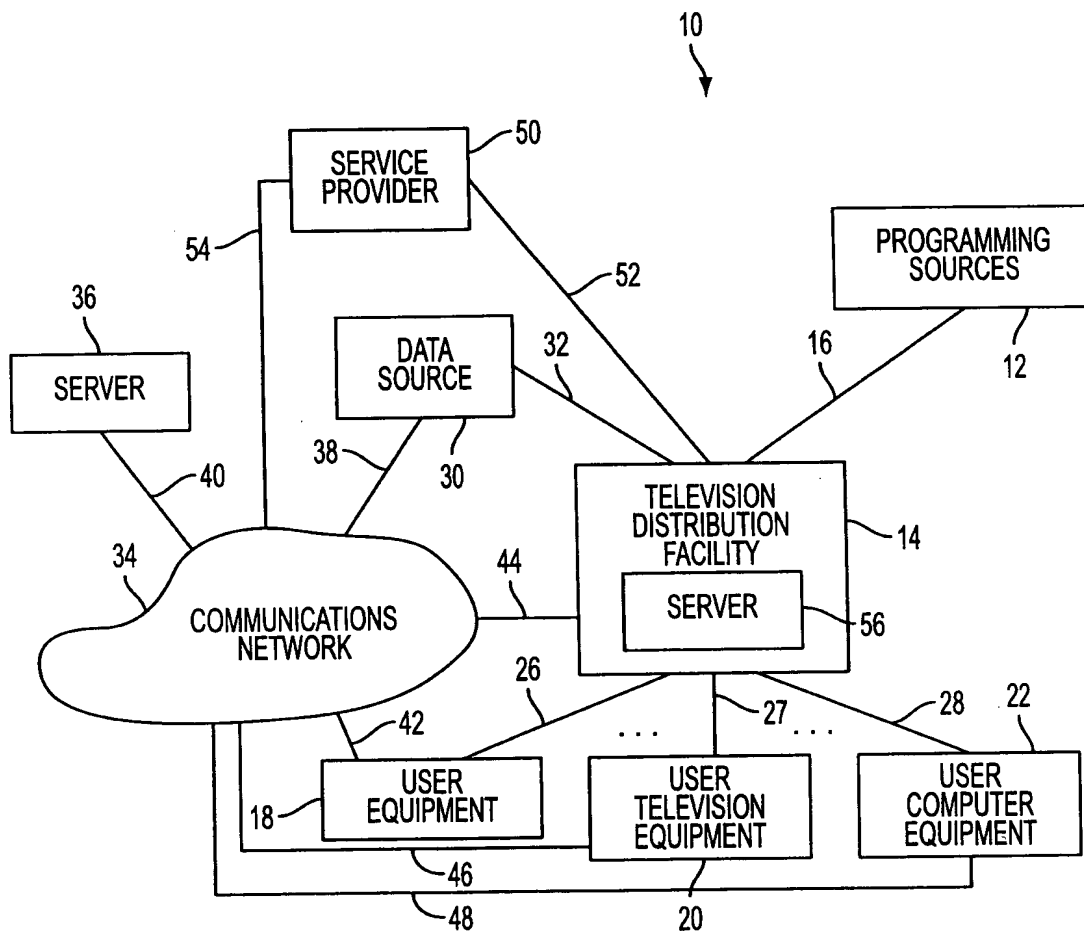 10
SERVICE
PROVIDER
50
54
52
PROGRAMMING
SOURCES
12
16
36
SERVER
40
DATA
SOURCE
30
32
38
34
COMMUNICATIONS
NETWORK
44
TELEVISION
DISTRIBUTION
FACILITY
14
SERVER
56
26
27
28
22
42
. . .
. . .
18
USER
EQUIPMENT
USER
TELEVISION
EQUIPMENT
USER
COMPUTER
EQUIPMENT
46
48
20